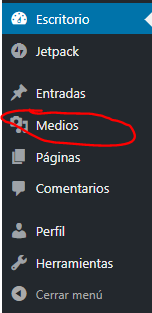 Escritorio
Jetpack
Entradas
Medios
Páginas
Comentarios
Perfil
Herramientas
Cerrar menú